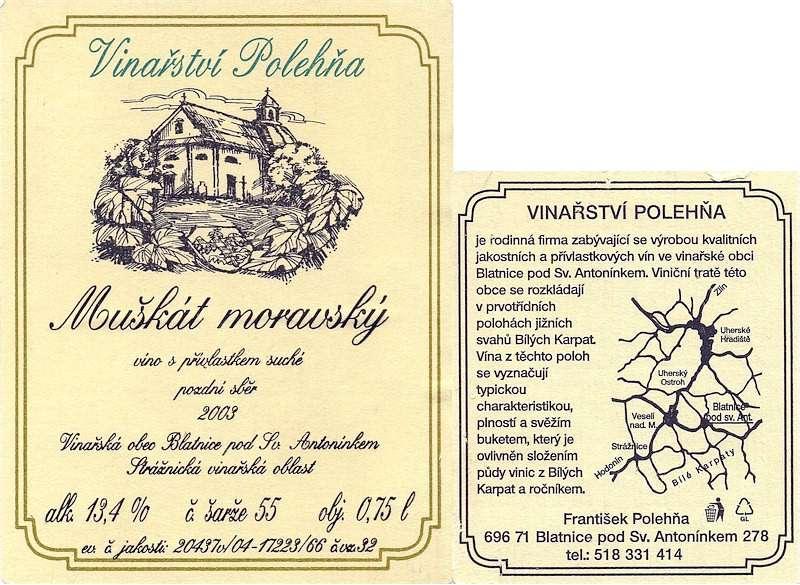 Vinařství Polehňa
Muškát moravský
víno s přívlastkem suché
pozdní sběr
2003
Vinařská obec Blatnice pod Sv. Antonínkem
Strážnická vinařská oblast
alk. 13,4 % č. šarže 55 obj. 0,75 l
ev. č. jakosti: 20437v/04-17223/66 č.vz.32
VINAŘSTVÍ POLEHŇA
je rodinná firma zabývající se výrobou kvalitních
jakostních a přívlastkových vín ve vinařské obci
Blatnice pod Sv. Antonínkem. Viniční tratě této
obce se rozkládají
v prvotřídních
polohách jižních
svahů Bílých Karpat.
Vína z těchto poloh
se vyznačují
typickou
charakteristikou,
plností a svěžím
buketem, který je
ovlivněn složením
půdy vinic z Bílých
Karpat a ročníkem.
Zlín
Uherské
Hradiště
Uherský
Ostroh
Blatnice
pod sv. Ant.
Veselí
nad. M.
Strážnice
Hodonín
Bílé Karpaty
GL
František Polehňa
696 71 Blatnice pod Sv. Antonínkem 278
tel.: 518 331 414